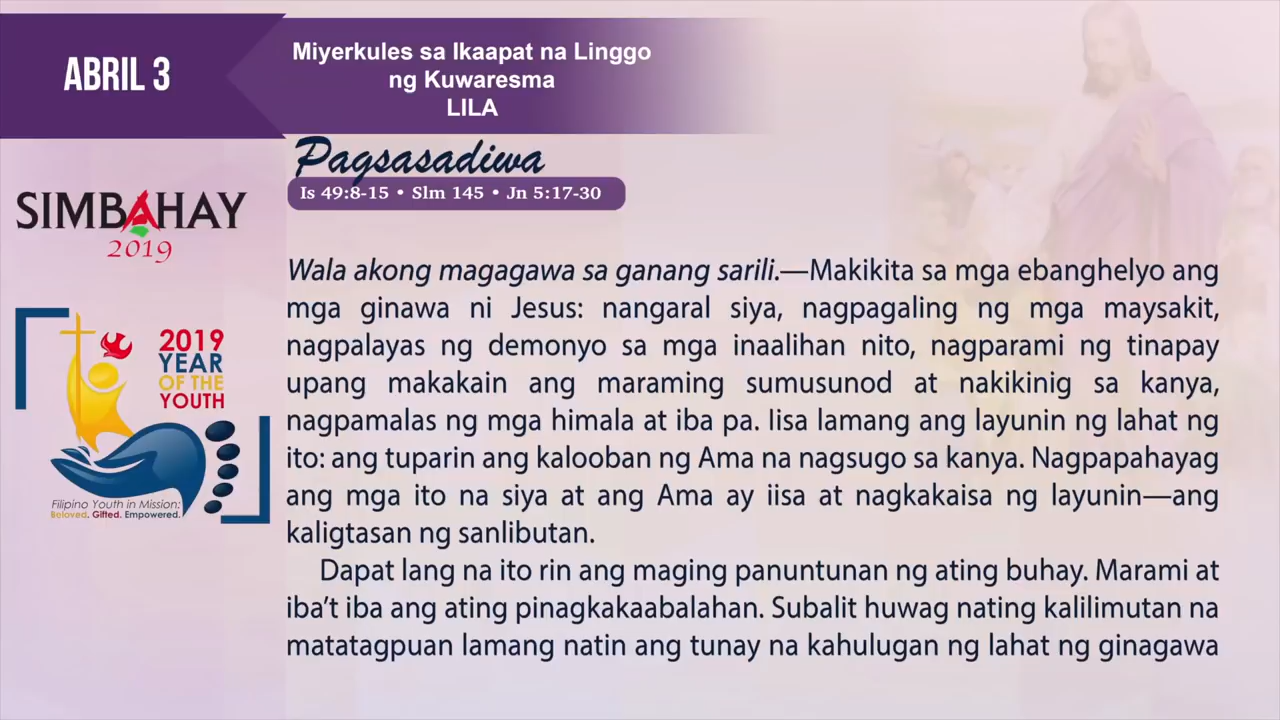 ABRIL 3
Miyerkules sa Ikaapat na Linggo
ng Kuwaresma
LILA
Pagsasadiwa
Is 49:8-15 • Slm 145 • Jn 5:17-30
SIMBAHAY
2019
2019
YEAR
OF THE
YOUTH
Filipino Youth in Mission:
Beloved. Gifted. Empowered.
Wala akong magagawa sa ganang sarili.—Makikita sa mga ebanghelyo ang
mga ginawa ni Jesus: nangaral siya, nagpagaling ng mga maysakit,
nagpalayas ng demonyo sa mga inaalihan nito, nagparami ng tinapay
upang makakain ang maraming sumusunod at nakikinig sa kanya,
nagpamalas ng mga himala at iba pa. Iisa lamang ang layunin ng lahat ng
ito: ang tuparin ang kalooban ng Ama na nagsugo sa kanya. Nagpapahayag
ang mga ito na siya at ang Ama ay iisa at nagkakaisa ng layunin—ang
kaligtasan ng sanlibutan.
Dapat lang na ito rin ang maging panuntunan ng ating buhay. Marami at
iba’t iba ang ating pinagkakaabalahan. Subalit huwag nating kalilimutan na
matatagpuan lamang natin ang tunay na kahulugan ng lahat ng ginagawa